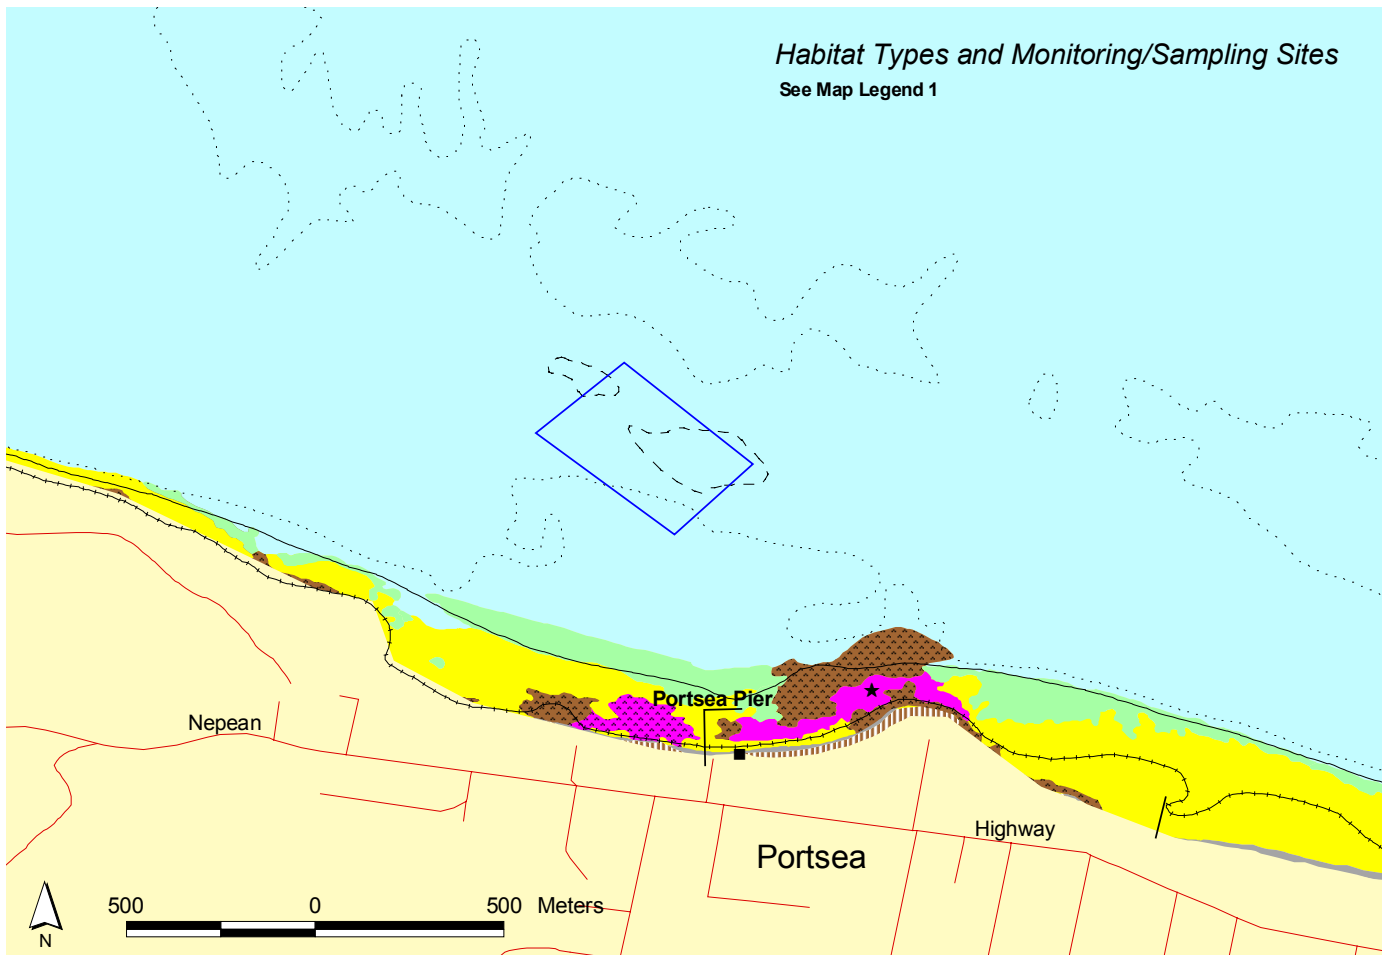 Habitat Types and Monitoring/Sampling Sites
See Map Legend 1
Portsea Pier
Nepean
Highway
Portsea
500 0 500 Meters
N